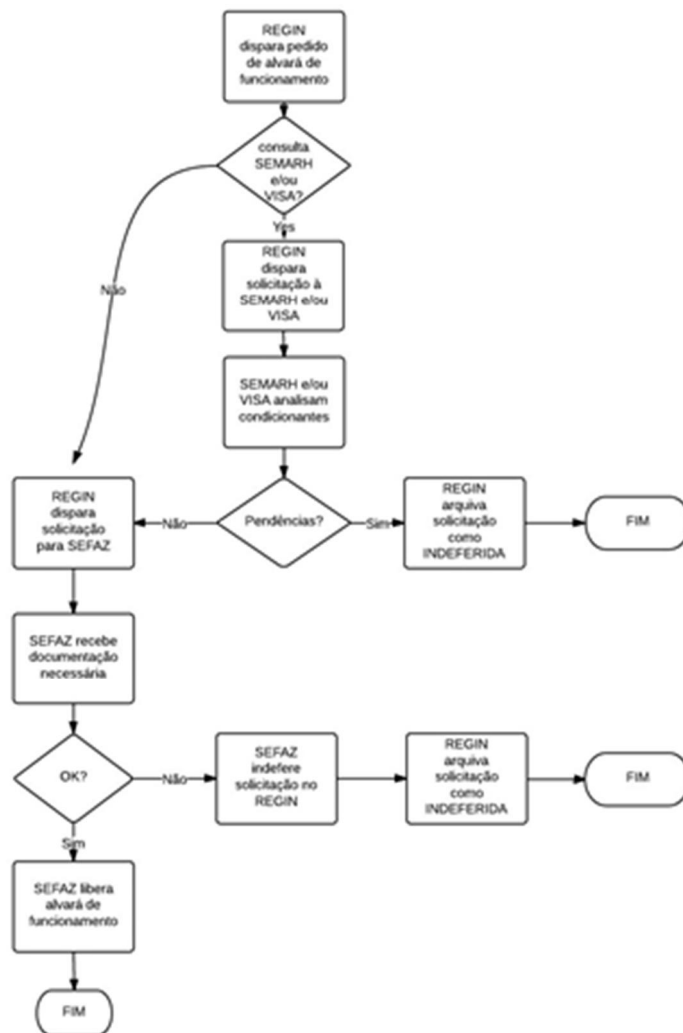 REGIN
dispara pedido
de alvará de
funcionamento
consulta
SEMARH
e/ou
VISA?
Yes
Não
REGIN
dispara
solicitação à
SEMARH e/ou
VISA
SEMARH e/ou
VISA analisam
condicionantes
REGIN
dispara
solicitação
para SEFAZ
Não
Pendências?
Sim
REGIN
arquiva
solicitação
como
INDEFERIDA
FIM
SEFAZ recebe
documentação
necessária
OK?
Não
SEFAZ
indefere
solicitação no
REGIN
REGIN
arquiva
solicitação
como
INDEFERIDA
FIM
Sim
SEFAZ libera
alvará de
funcionamento
FIM